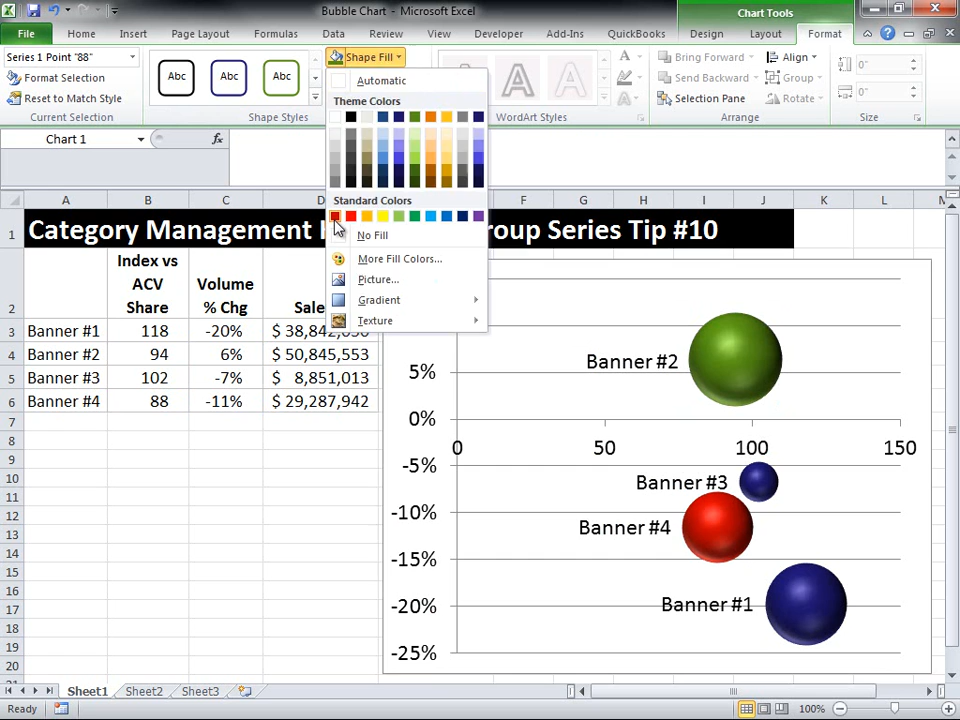 Bubble Chart - Microsoft Excel
Chart Tools
File Home Insert Page Layout Formulas Data Review View Developer Add-Ins QuickBooks Design Layout Format
Series 1 Point "88"
Format Selection
Reset to Match Style
Current Selection
Abc Abc Abc
Shape Styles
Shape Fill
Automatic
Theme Colors
Standard Colors
No Fill
More Fill Colors...
Picture...
Gradient
Texture
A A A
WordArt Styles
Bring Forward
Send Backward
Selection Pane
Align
Group
Rotate
Arrange
0"
0"
Size
Chart 1
fx
A B C D F G H I J K L M
1 Category Management roup Series Tip #10
2 Index vs ACV Share Volume % Chg Sale
3 Banner #1 118 -20%
4 Banner #2 94 6% $ 50,845,553
5 Banner #3 102 -7% $ 8,851,013
6 Banner #4 88 -11% $ 29,287,942
7
8
9
10
11
12
13
14
15
16
17
18
19
20
21
5%
0%
-5%
-10%
-15%
-20%
-25%
0 50 100 150
Banner #2
Banner #3
Banner #4
Banner #1
Sheet1 Sheet2 Sheet3
Ready
100%